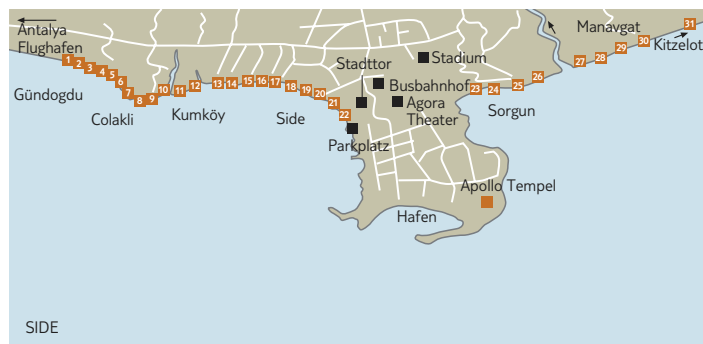 Antalya
Flughafen
Manavgat
31
30
29
28
27
Kitzelot
Stadium
Stadttor
Busbahnhof
Agora
Theater
1
2
3
4
5
6
7
8
9
10
11
12
13
14
15
16
17
18
19
20
21
22
23
24
25
26
Gündogdu
Colakli
Kumköy
Side
Sorgun
Parkplatz
Apollo Tempel
Hafen
SIDE